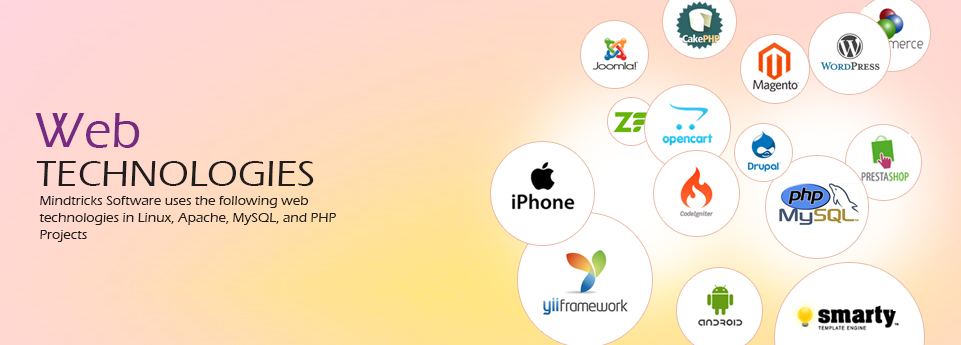 Web
TECHNOLOGIES
Mindtricks Software uses the following web
technologies in Linux, Apache, MySQL, and PHP
Projects
CakePHP
Joomla!
Magento
WORDPRESS
merce
ZF
opencart
Drupal
PRESTASHOP
iPhone
CodeIgniter
php
MySQL
yiiframework
ANDROID
smarty
TEMPLATE ENGINE